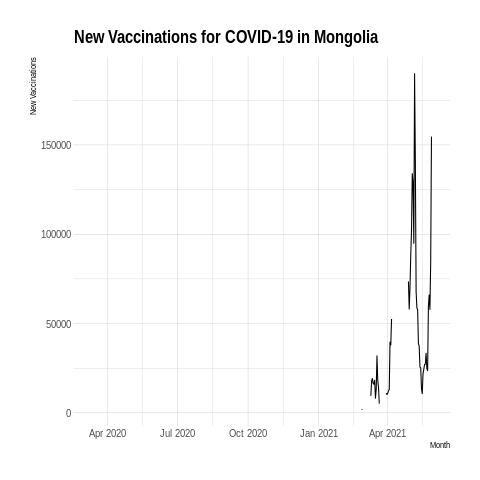 New Vaccinations for COVID-19 in Mongolia
New Vaccinations
150000
100000
50000
0
Apr 2020 Jul 2020 Oct 2020 Jan 2021 Apr 2021
Month